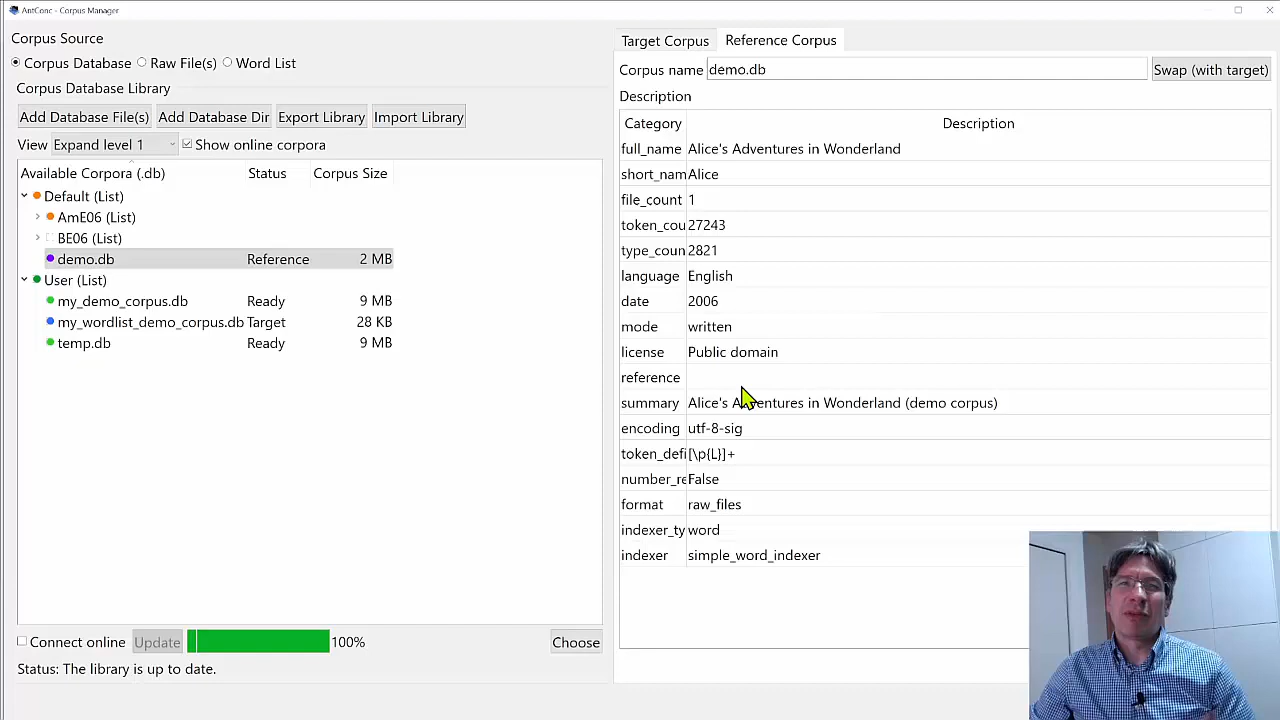 AntConc - Corpus Manager
Corpus Source
Corpus Database Raw File(s) Word List
Corpus Database Library
Add Database File(s) Add Database Dir Export Library Import Library
View Expand level 1 Show online corpora
Available Corpora (.db) Status Corpus Size
Default (List)
AmE06 (List)
BE06 (List)
demo.db Reference 2 MB
User (List)
my_demo_corpus.db Ready 9 MB
my_wordlist_demo_corpus.db Target 28 KB
temp.db Ready 9 MB
Connect online Update 100% Choose
Status: The library is up to date.
Target Corpus Reference Corpus
Corpus name demo.db Swap (with target)
Description
Category Description
full_name Alice's Adventures in Wonderland
short_nam Alice
file_count 1
token_cou 27243
type_coun 2821
language English
date 2006
mode written
license Public domain
reference
summary Alice's Adventures in Wonderland (demo corpus)
encoding utf-8-sig
token_defi [\p{L}]+
number_re False
format raw_files
indexer_ty word
indexer simple_word_indexer